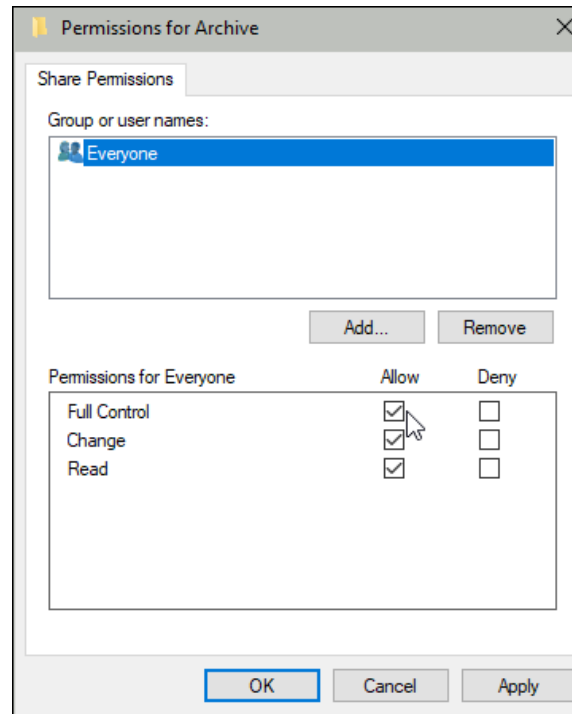 Permissions for Archive
Share Permissions
Group or user names:
Everyone
Add... Remove
Permissions for Everyone Allow Deny
Full Control
Change
Read
OK Cancel Apply